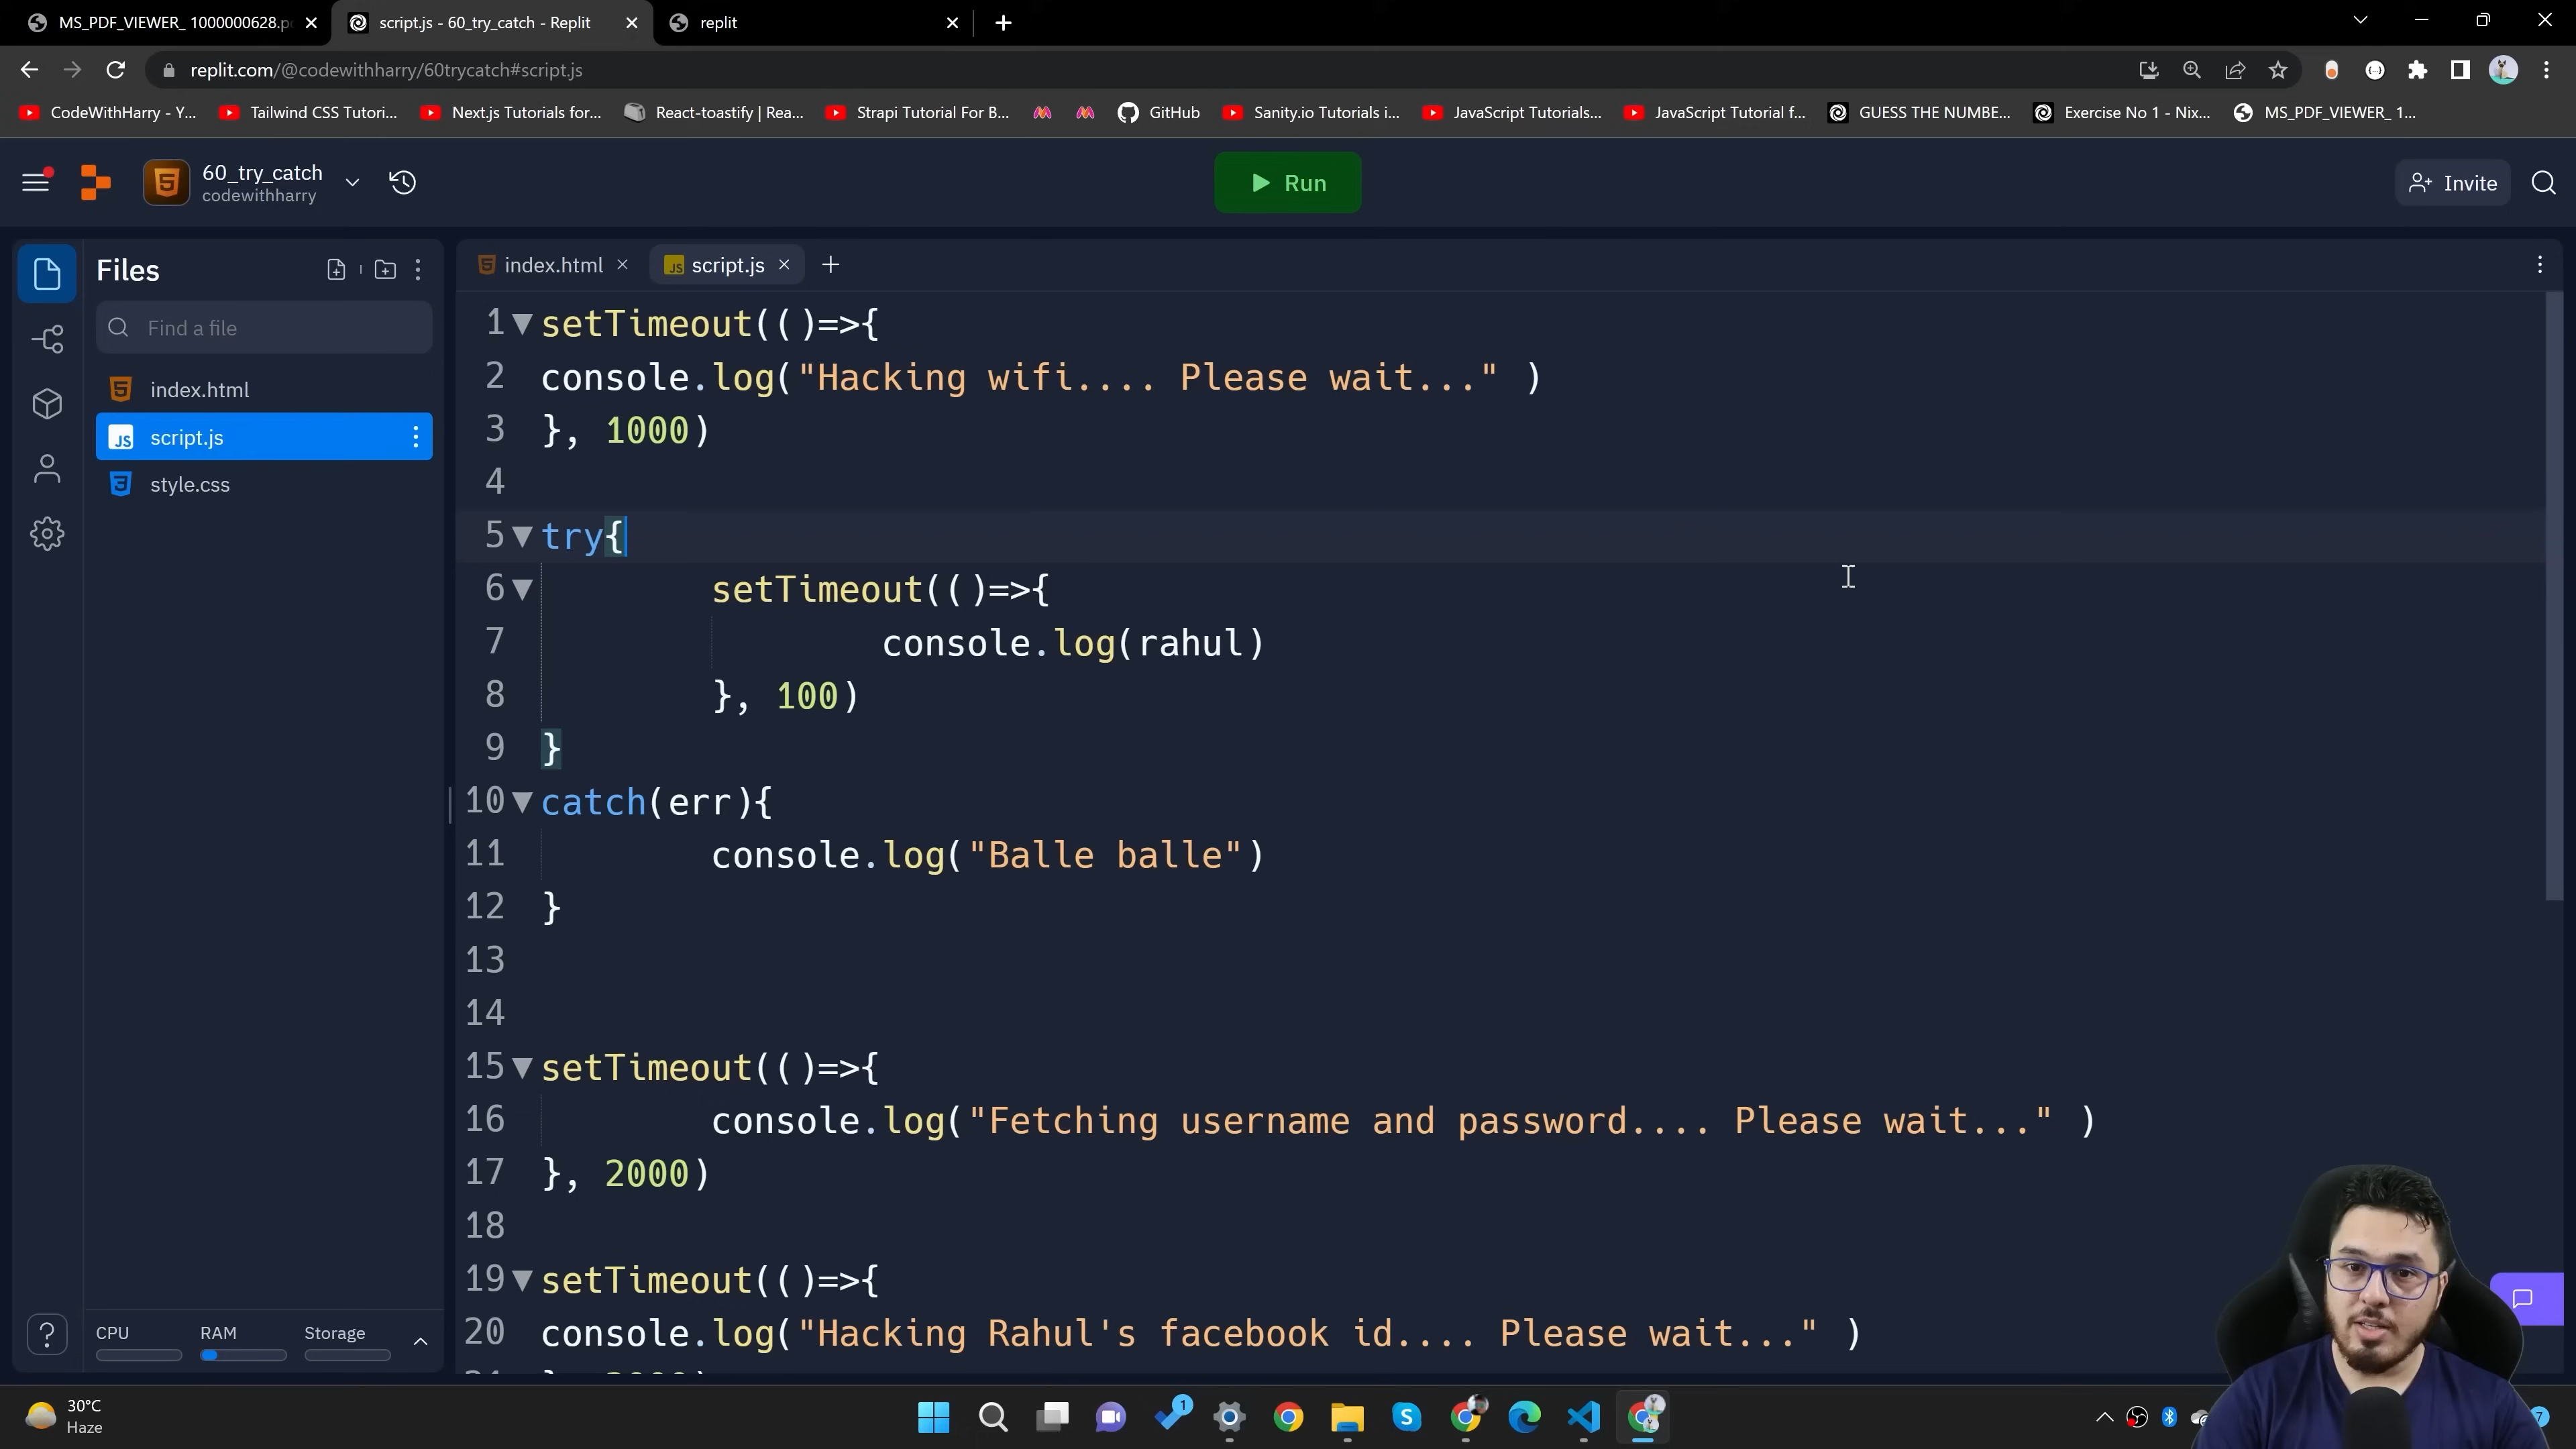 MS_PDF_VIEWER_ 1000000628.p
script.js - 60_try_catch - Replit
replit
replit.com/@codewithharry/60trycatch#script.js
CodeWithHarry - Y...
Tailwind CSS Tutori...
Next.js Tutorials for...
React-toastify | Rea...
Strapi Tutorial For B...
GitHub
Sanity.io Tutorials i...
JavaScript Tutorials...
JavaScript Tutorial f...
GUESS THE NUMBE...
Exercise No 1 - Nix...
MS_PDF_VIEWER_ 1...
60_try_catch
codewithharry
Run
Invite
Files
Find a file
index.html
script.js
style.css
index.html
script.js
1 setTimeout(()=>{
2 console.log("Hacking wifi.... Please wait..." )
3 }, 1000)
4
5 try{
6 setTimeout(()=>{
7 console.log(rahul)
8 }, 100)
9 }
10 catch(err){
11 console.log("Balle balle")
12 }
13
14
15 setTimeout(()=>{
16 console.log("Fetching username and password.... Please wait..." )
17 }, 2000)
18
19 setTimeout(()=>{
20 console.log("Hacking Rahul's facebook id.... Please wait..." )
CPU
RAM
Storage
30°C
Haze
1
7